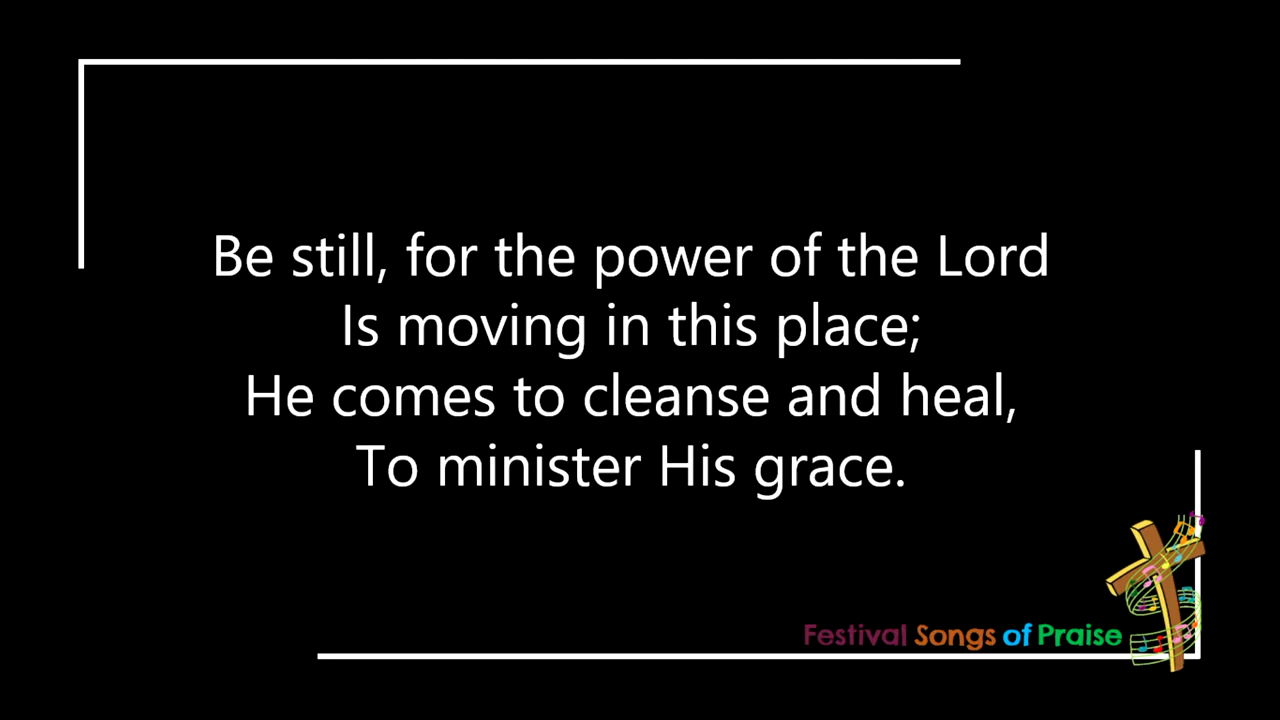 Be still, for the power of the Lord
Is moving in this place;
He comes to cleanse and heal,
To minister His grace.
Festival Songs of Praise